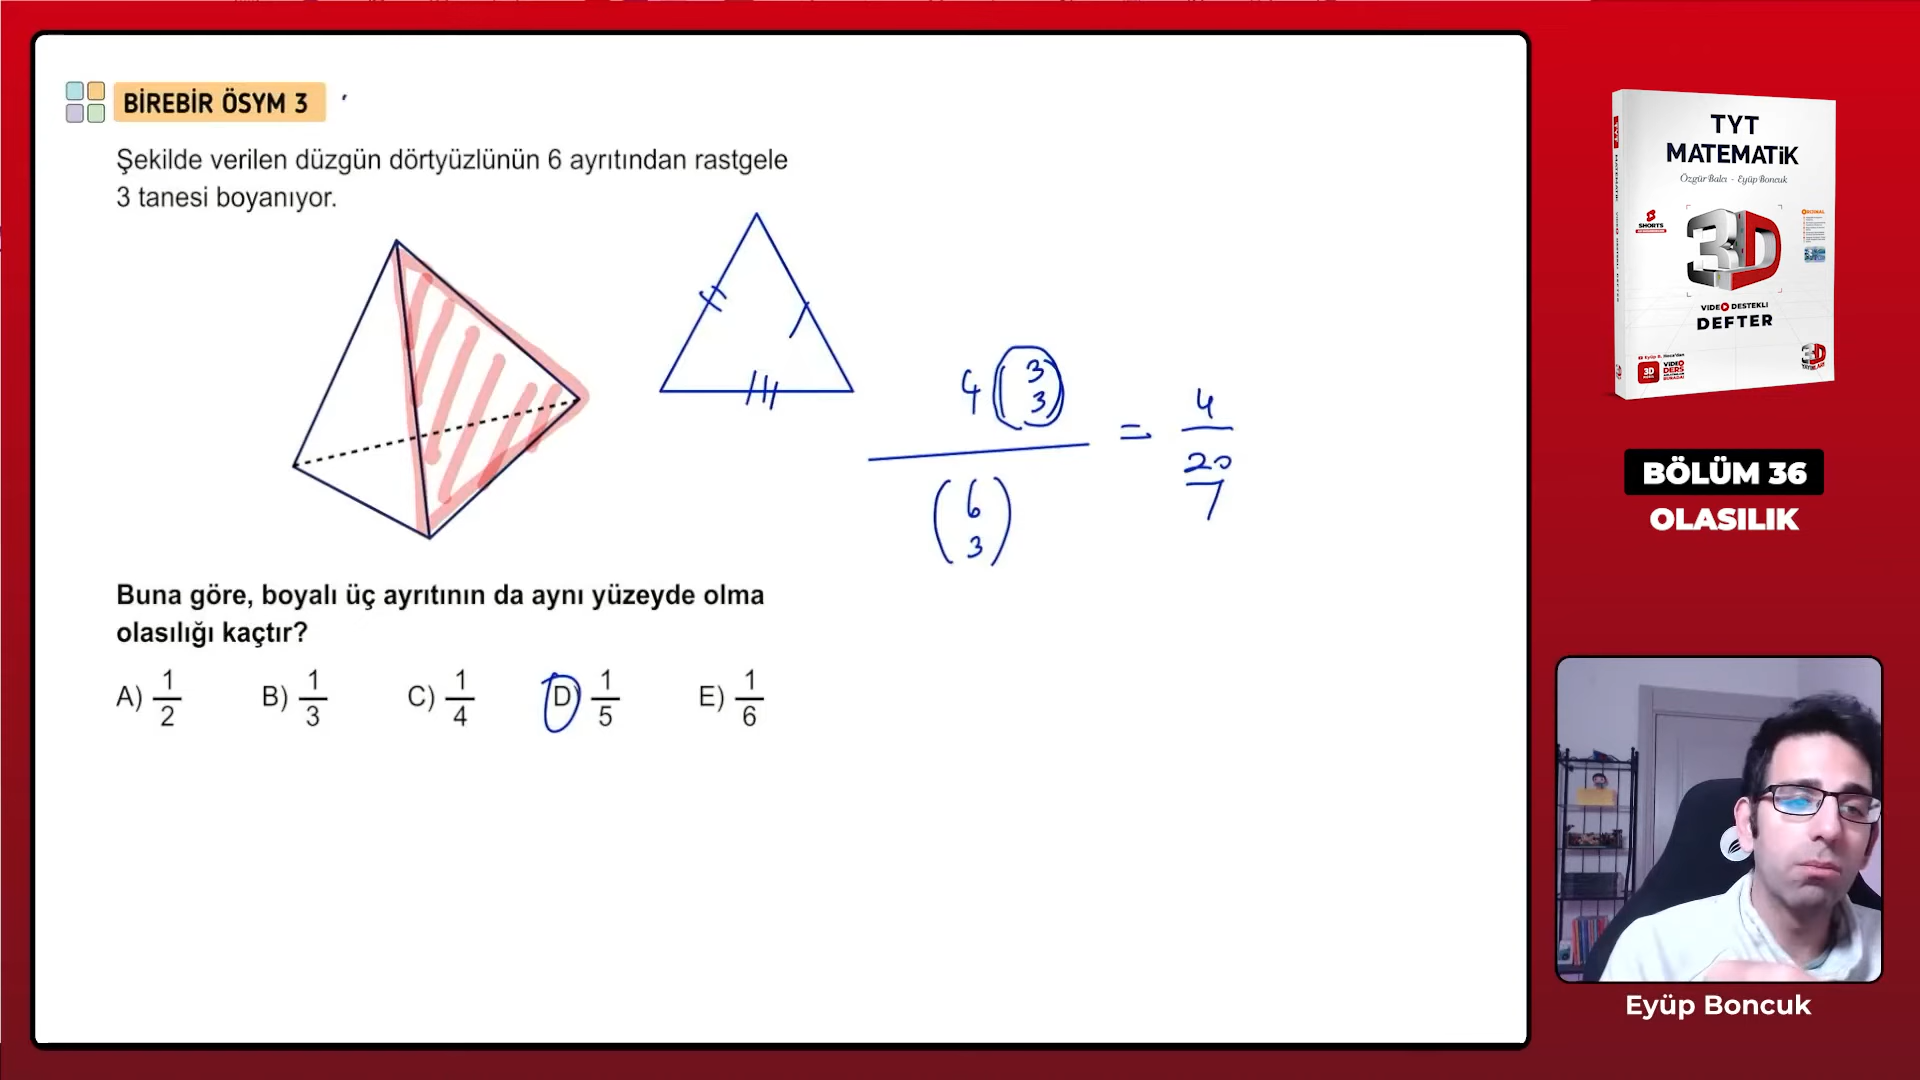 BİREBİR ÖSYM 3
Şekilde verilen düzgün dörtyüzlünün 6 ayrıtından rastgele
3 tanesi boyanıyor.
4 (3 3)
(6 3)
=
4
20
Buna göre, boyalı üç ayrıtının da aynı yüzeyde olma
olasılığı kaçtır?
A) 1/2 B) 1/3 C) 1/4 D) 1/5 E) 1/6
TYT
MATEMATİK
Özgür Balcı - Eyüp Boncuk
SHORTS
3D
VIDEO DESTEKLİ
DEFTER
BÖLÜM 36
OLASILIK
Eyüp Boncuk